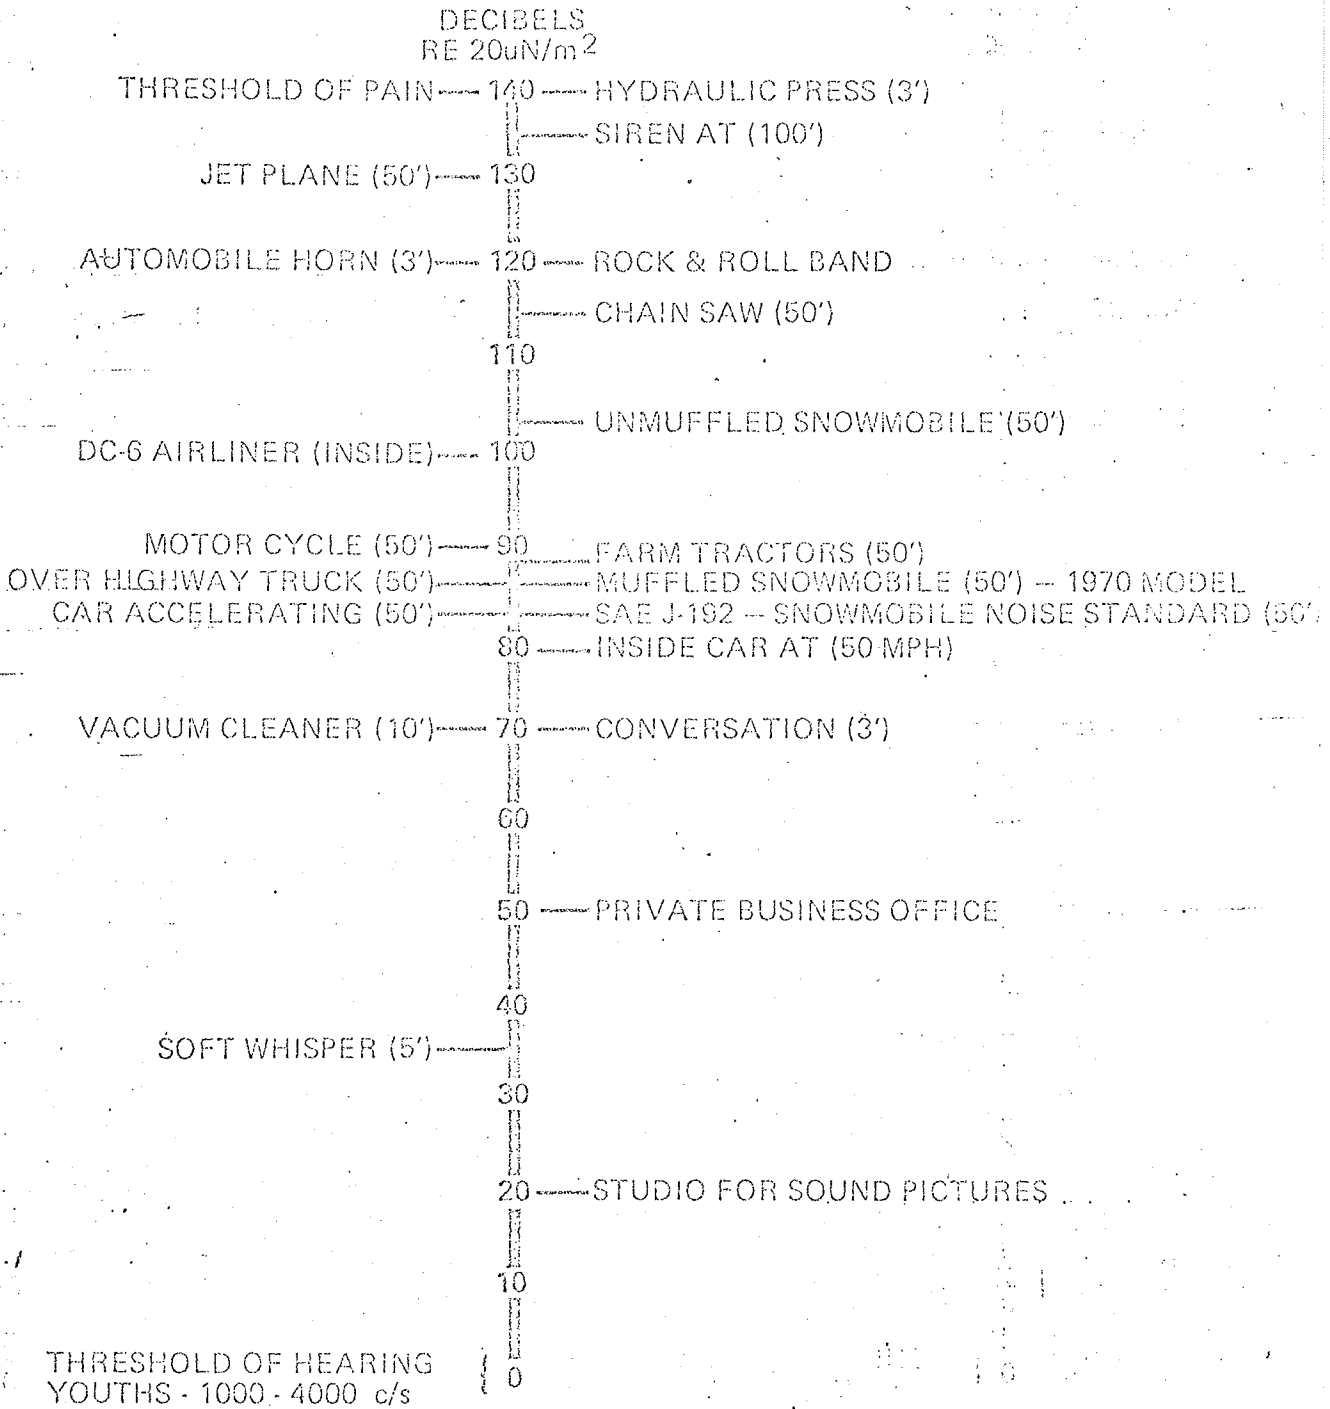 DECIBELS
RE 20uN/m²
THRESHOLD OF PAIN 140 HYDRAULIC PRESS (3')
SIREN AT (100')
JET PLANE (50') 130
AUTOMOBILE HORN (3') 120 ROCK & ROLL BAND
CHAIN SAW (50')
110
UNMUFFLED SNOWMOBILE (50')
DC-6 AIRLINER (INSIDE) 100
MOTOR CYCLE (50') 90 FARM TRACTORS (50')
OVER HIGHWAY TRUCK (50') MUFFLED SNOWMOBILE (50') -- 1970 MODEL
CAR ACCELERATING (50') SAE J-192 -- SNOWMOBILE NOISE STANDARD (50'
80 INSIDE CAR AT (50 MPH)
VACUUM CLEANER (10') 70 CONVERSATION (3')
60
50 PRIVATE BUSINESS OFFICE
40
SOFT WHISPER (5')
30
20 STUDIO FOR SOUND PICTURES
10
THRESHOLD OF HEARING
YOUTHS - 1000 - 4000 c/s 0